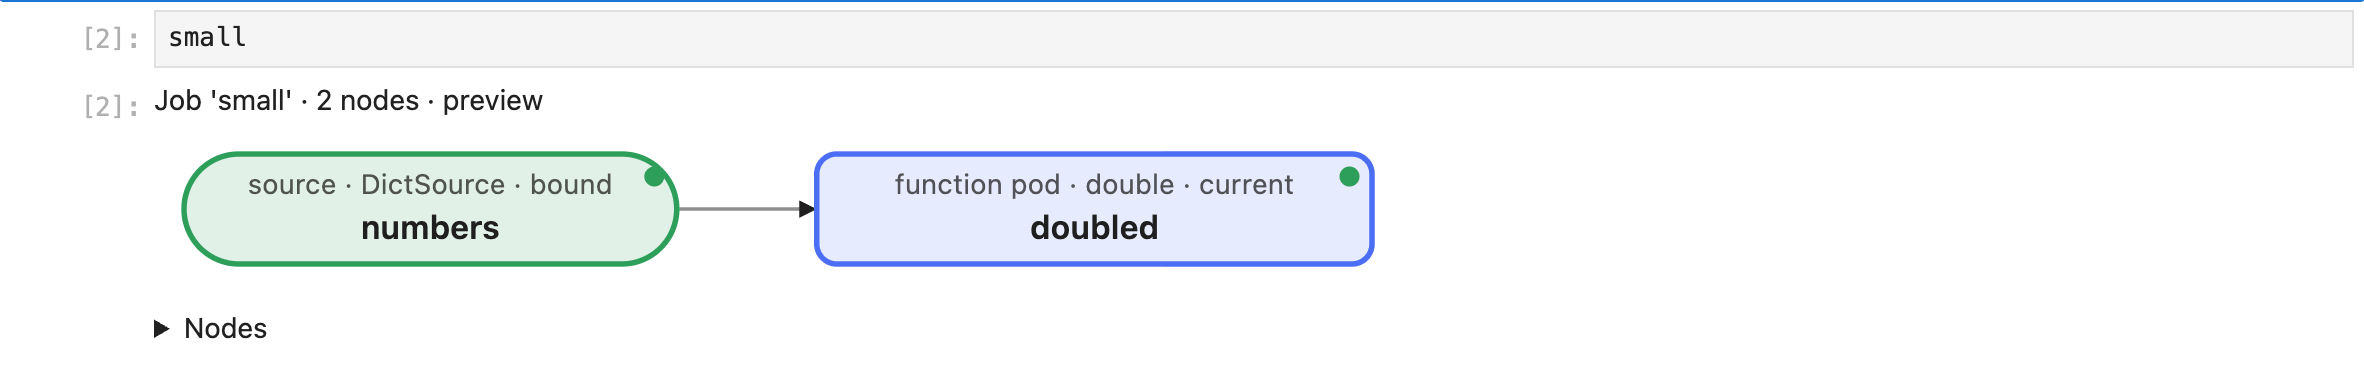 [2]: small
[2]: Job 'small' · 2 nodes · preview
source · DictSource · bound
numbers
function pod · double · current
doubled
Nodes